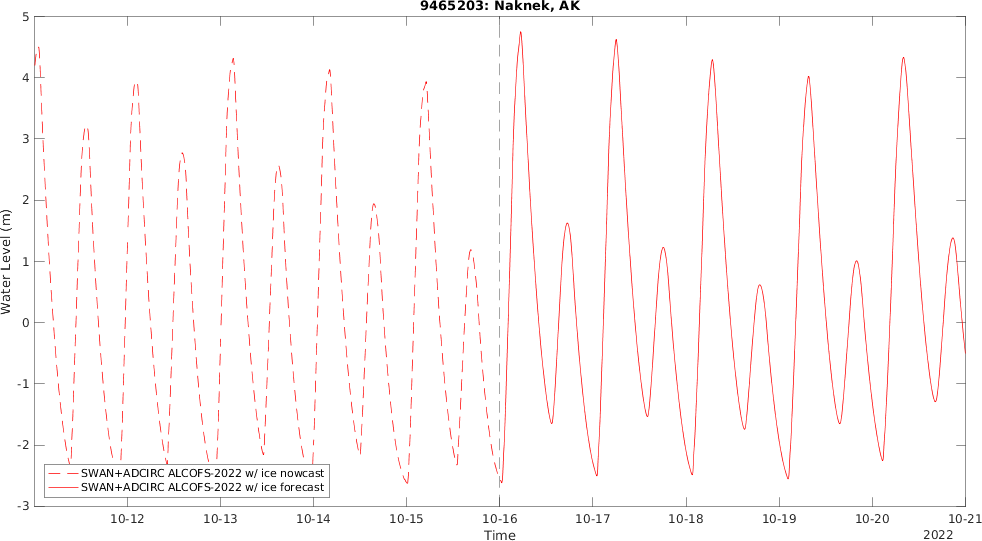 9465203: Naknek, AK
5
4
3
2
1
0
-1
-2
-3
Water Level (m)
SWAN+ADCIRC ALCOFS-2022 w/ ice nowcast
SWAN+ADCIRC ALCOFS-2022 w/ ice forecast
10-12 10-13 10-14 10-15 10-16 10-17 10-18 10-19 10-20 10-21
Time
2022